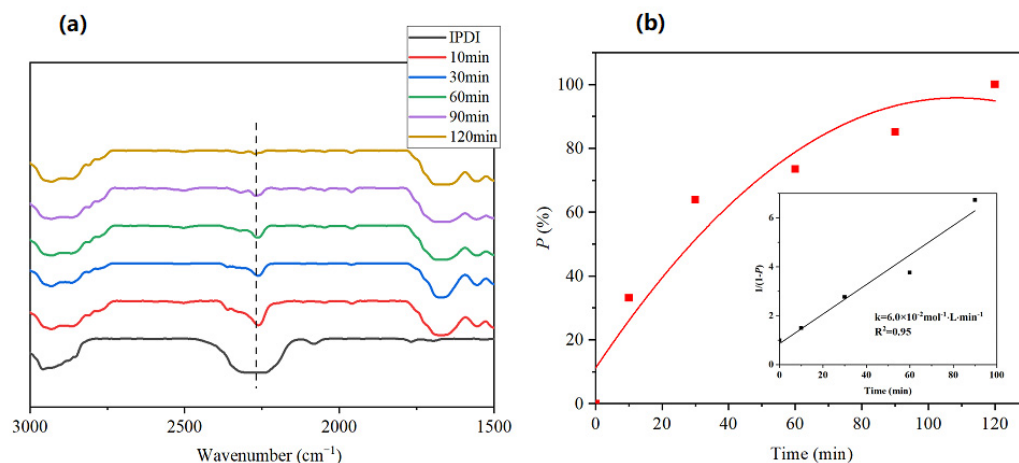 (a)
IPDI
10min
30min
60min
90min
120min
3000
2500
2000
1500
Wavenumber (cm⁻¹)
(b)
P (%)
100
80
60
40
20
0
0
20
40
60
80
100
120
Time (min)
1/(1-P)
6
4
2
0
k=6.0×10⁻²mol⁻¹·L·min⁻¹
R²=0.95
0
20
40
60
80
100
Time (min)